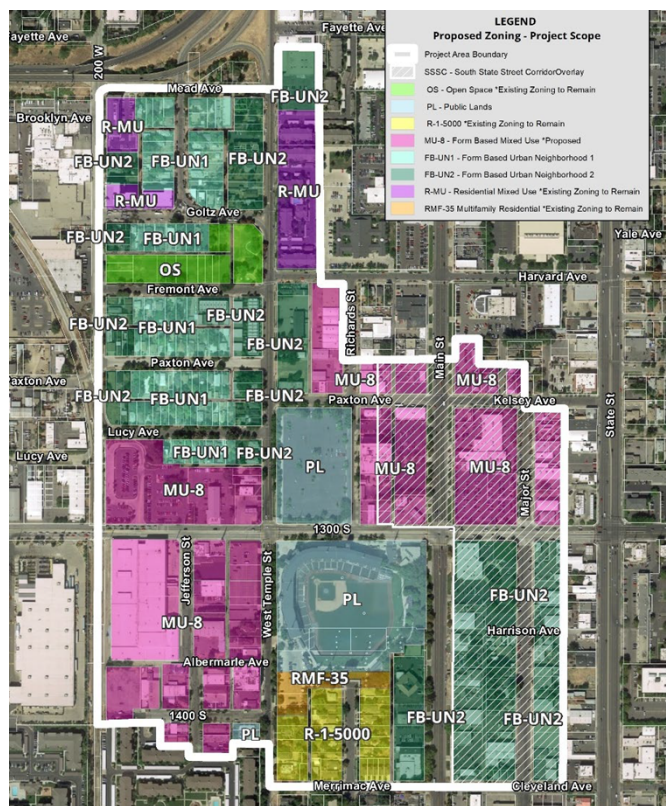 Fayette Ave
Fayette Ave
LEGEND
Proposed Zoning - Project Scope
Project Area Boundary
SSSC - South State Street CorridorOverlay
OS - Open Space *Existing Zoning to Remain
PL - Public Lands
R-1-5000 *Existing Zoning to Remain
MU-8 - Form Based Mixed Use *Proposed
FB-UN1 - Form Based Urban Neighborhood 1
FB-UN2 - Form Based Urban Neighborhood 2
R-MU - Residential Mixed Use *Existing Zoning to Remain
RMF-35 Multifamily Residential *Existing Zoning to Remain
200 W
Mead Ave
FB-UN2
Brooklyn Ave
R-MU
FB-UN2
FB-UN1
FB-UN2
R-MU
R-MU
Goltz Ave
FB-UN2
FB-UN1
Yale Ave
OS
Harvard Ave
Fremont Ave
FB-UN2
FB-UN1
FB-UN2
FB-UN2
Richards St
Main St
Paxton Ave
Paxton Ave
FB-UN2
FB-UN1
FB-UN2
MU-8
MU-8
Paxton Ave
Kelsey Ave
State St
Lucy Ave
Lucy Ave
FB-UN1
FB-UN2
PL
MU-8
MU-8
MU-8
Major St
1300 S
Jefferson St
West Temple St
PL
FB-UN2
MU-8
Harrison Ave
Albermarle Ave
RMF-35
1400 S
PL
R-1-5000
FB-UN2
FB-UN2
FB-UN2
Merrimac Ave
Cleveland Ave